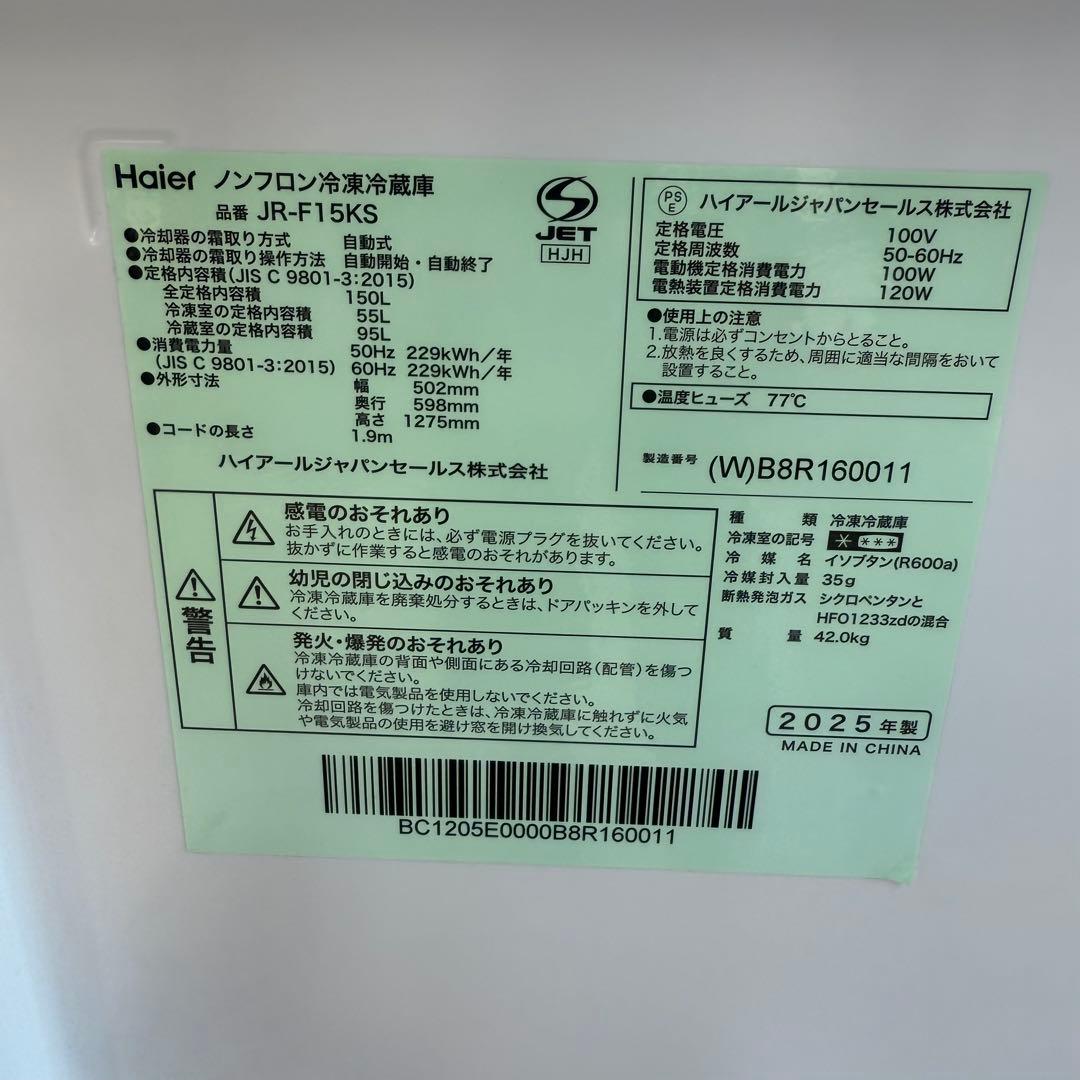 Haier ノンフロン冷凍冷蔵庫
品番 JR-F15KS
●冷却器の霜取り方式 自動式
●冷却器の霜取り操作方法 自動開始・自動終了
●定格内容積(JIS C 9801-3:2015)
全定格内容積 150L
冷凍室の定格内容積 55L
冷蔵室の定格内容積 95L
●消費電力量 50Hz 229kWh/年
(JIS C 9801-3:2015) 60Hz 229kWh/年
●外形寸法 幅 502mm
奥行 598mm
高さ 1275mm
●コードの長さ 1.9m
ハイアールジャパンセールス株式会社
JET
HJH
PS
E
ハイアールジャパンセールス株式会社
定格電圧 100V
定格周波数 50-60Hz
電動機定格消費電力 100W
電熱装置定格消費電力 120W
●使用上の注意
1.電源は必ずコンセントからとること。
2.放熱を良くするため、周囲に適当な間隔をおいて
設置すること。
●温度ヒューズ 77℃
製造番号 (W)B8R160011
警告
感電のおそれあり
お手入れのときには、必ず電源プラグを抜いてください。
抜かずに作業すると感電のおそれがあります。
幼児の閉じ込みのおそれあり
冷凍冷蔵庫を廃棄処分するときは、ドアパッキンを外して
ください。
発火・爆発のおそれあり
冷凍冷蔵庫の背面や側面にある冷却回路(配管)を傷つ
けないでください。
庫内では電気製品を使用しないでください。
冷却回路を傷つけたときは、冷凍冷蔵庫に触れずに火気
や電気製品の使用を避け窓を開け換気してください。
種類 冷凍冷蔵庫
冷凍室の記号 * ***
冷媒名 イソブタン(R600a)
冷媒封入量 35g
断熱発泡ガス シクロペンタンと
HFO1233zdの混合
質量 42.0kg
2025年製
MADE IN CHINA
BC1205E0000B8R160011